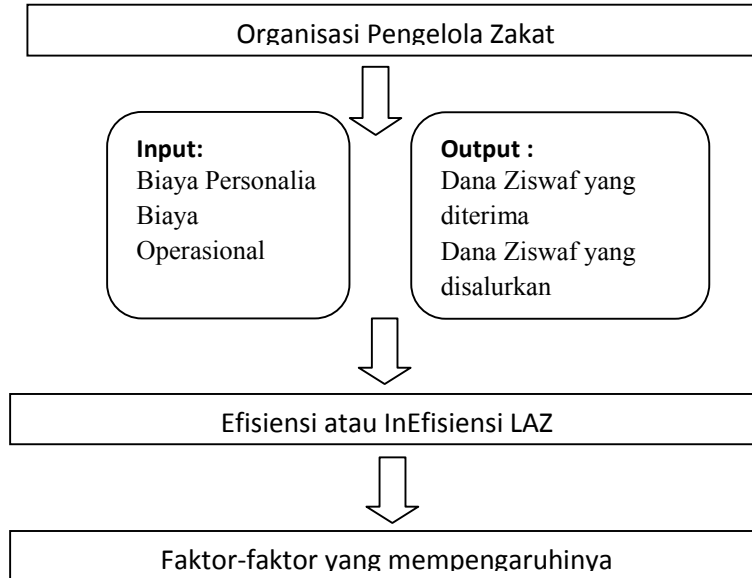 Organisasi Pengelola Zakat
Input:
Biaya Personalia
Biaya
Operasional
Output :
Dana Ziswaf yang
diterima
Dana Ziswaf yang
disalurkan
Efisiensi atau InEfisiensi LAZ
Faktor-faktor yang mempengaruhinya